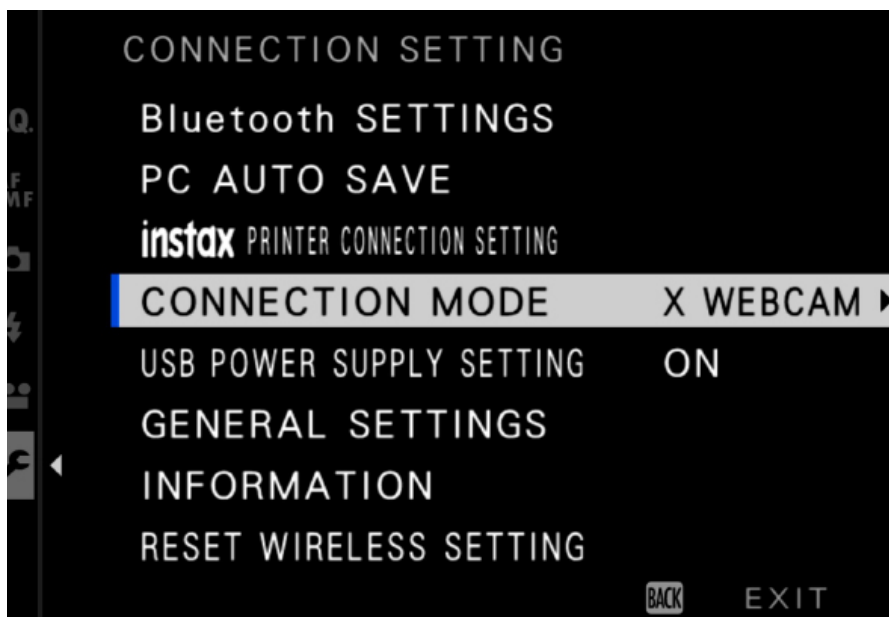 CONNECTION SETTING
Bluetooth SETTINGS
PC AUTO SAVE
instax PRINTER CONNECTION SETTING
CONNECTION MODE X WEBCAM
USB POWER SUPPLY SETTING ON
GENERAL SETTINGS
INFORMATION
RESET WIRELESS SETTING
BACK EXIT